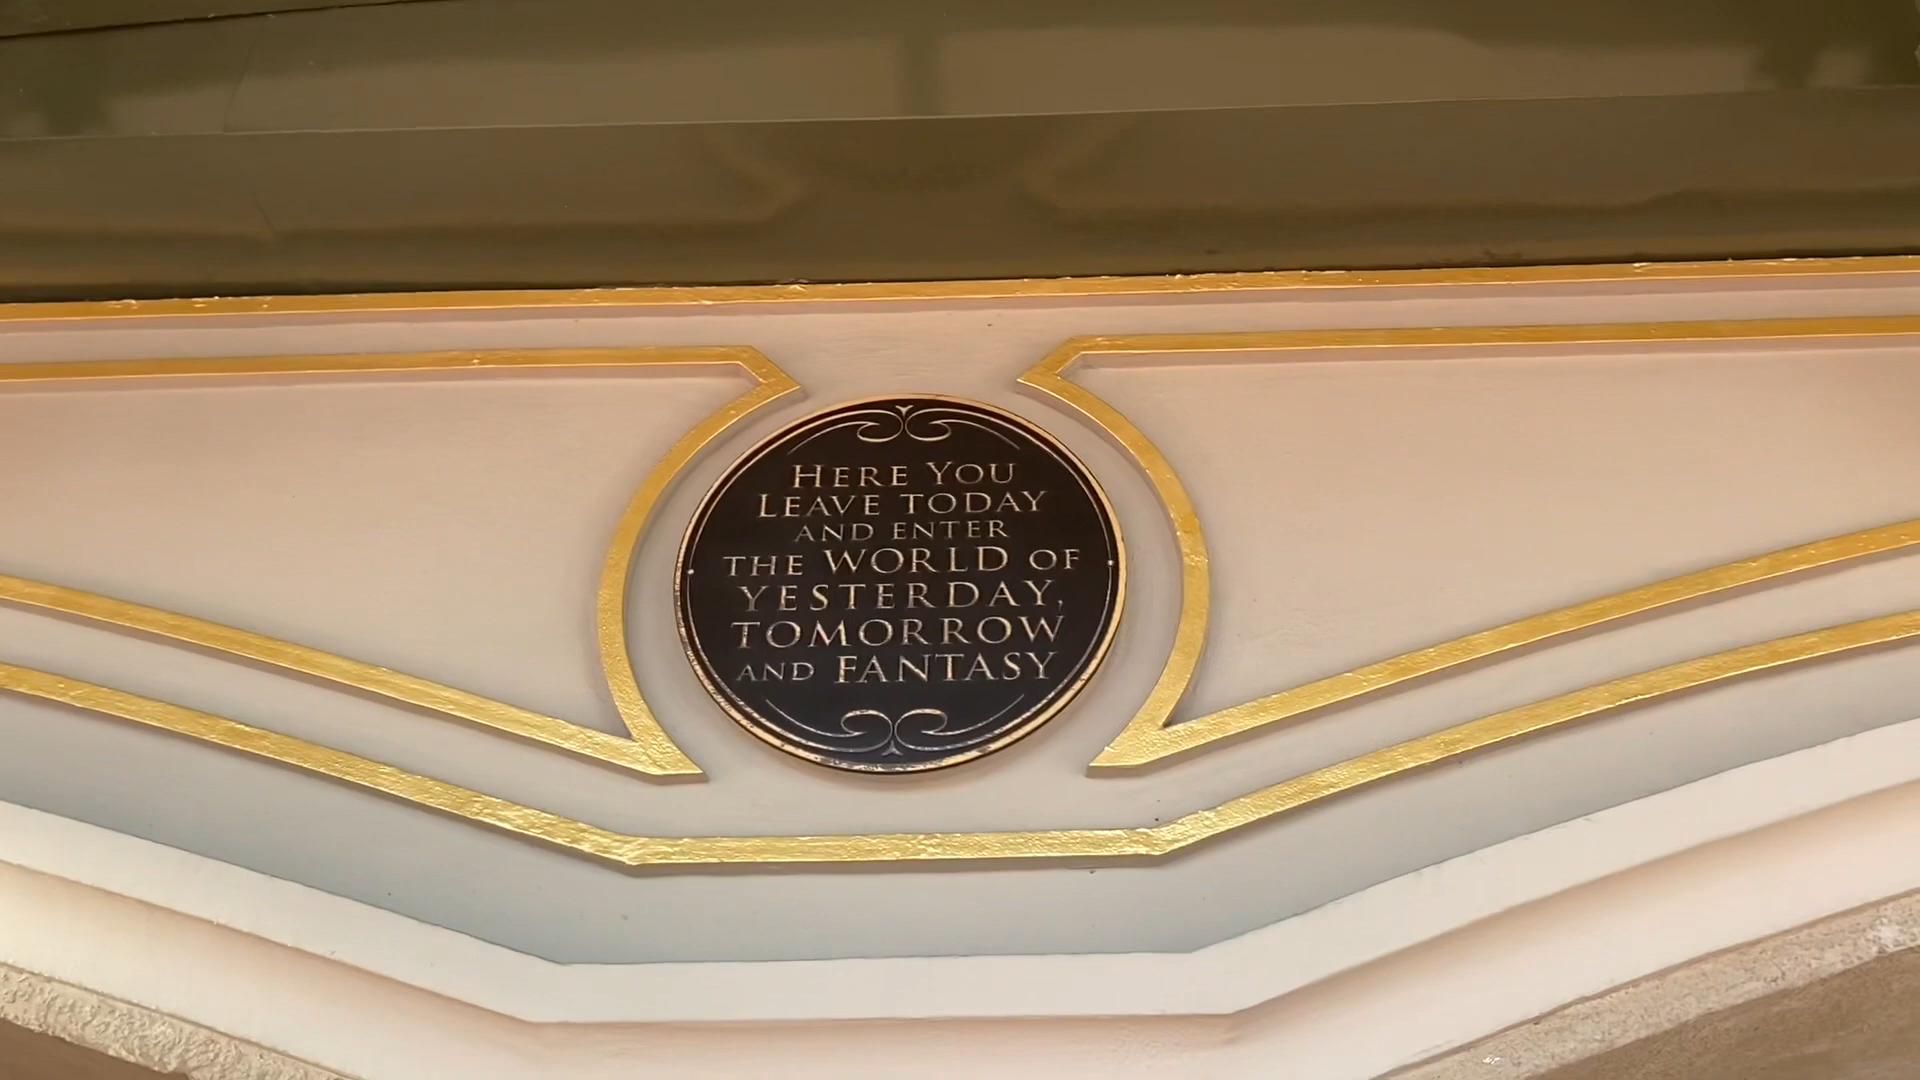 HERE YOU
LEAVE TODAY
AND ENTER
THE WORLD OF
YESTERDAY,
TOMORROW
AND FANTASY